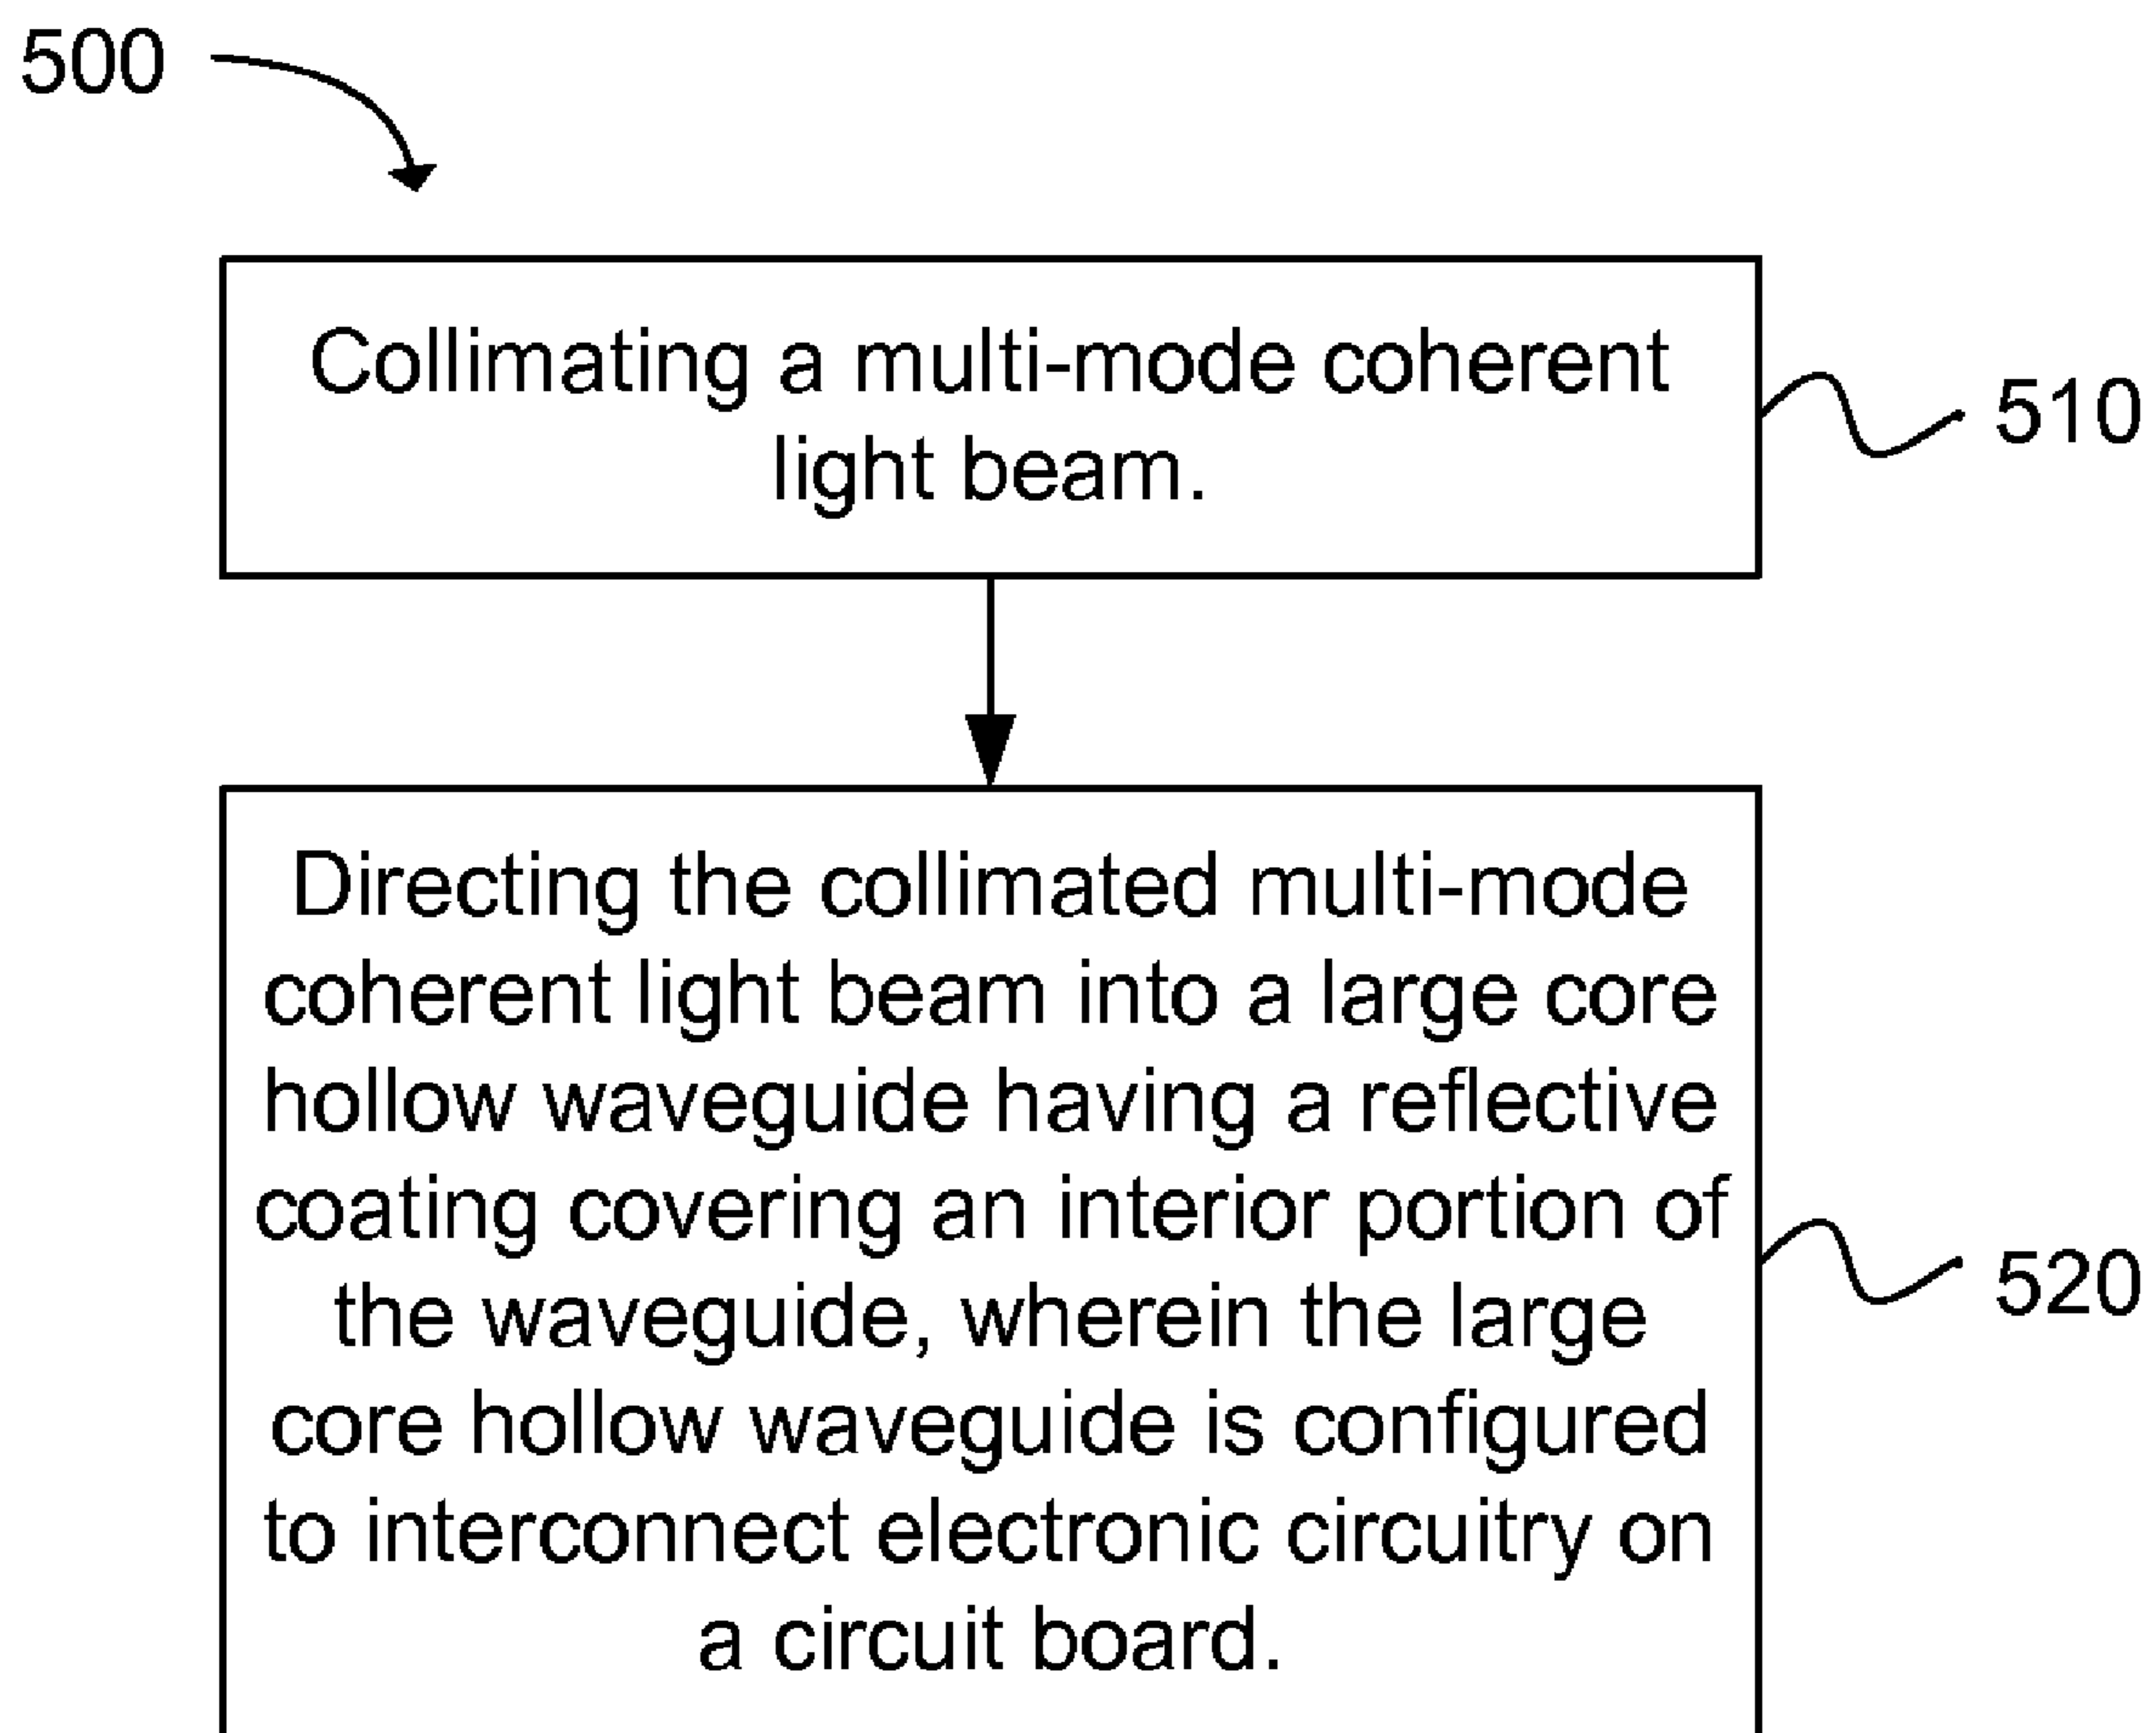 500
Collimating a multi-mode coherent
light beam.
510
Directing the collimated multi-mode
coherent light beam into a large core
hollow waveguide having a reflective
coating covering an interior portion of
the waveguide, wherein the large
core hollow waveguide is configured
to interconnect electronic circuitry on
a circuit board.
520